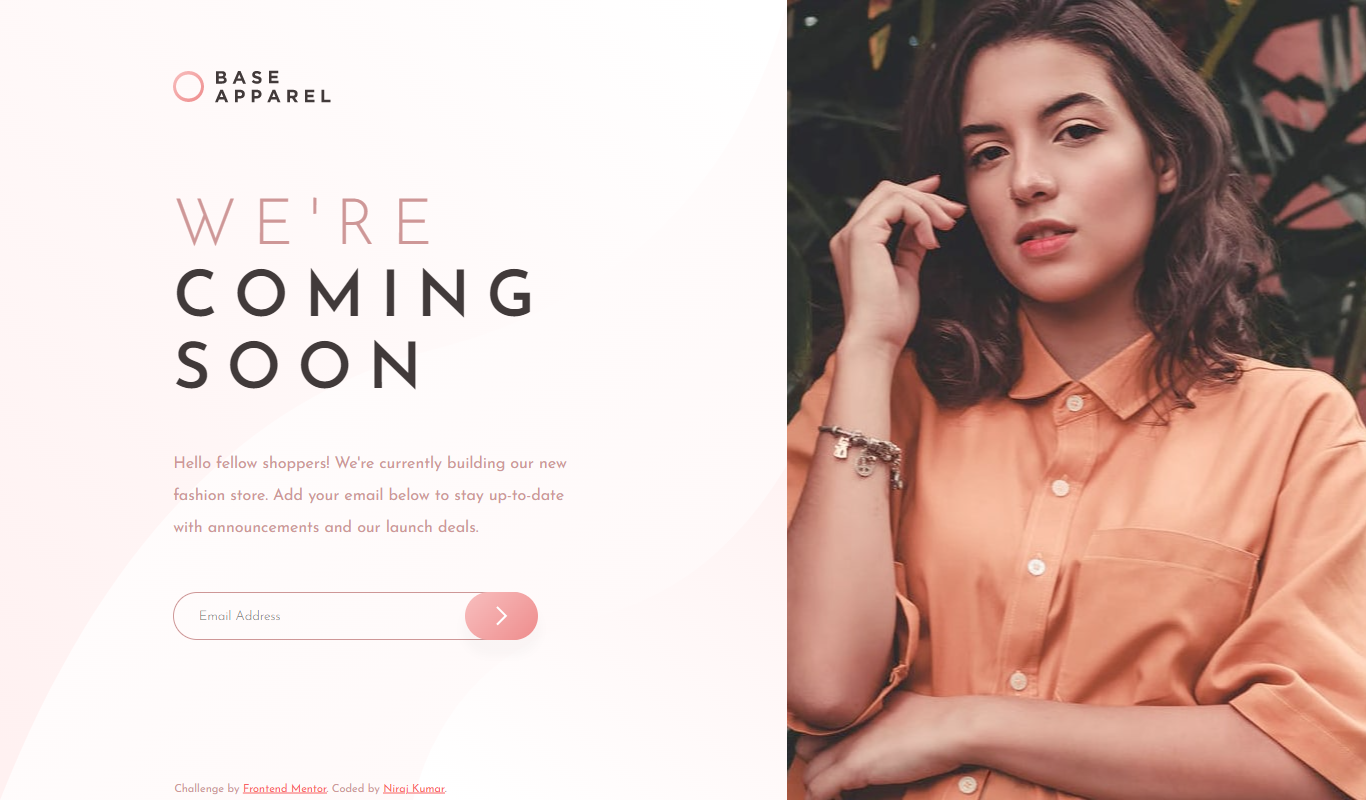 BASE
APPAREL
WE'RE
COMING
SOON
Hello fellow shoppers! We're currently building our new
fashion store. Add your email below to stay up-to-date
with announcements and our launch deals.
Email Address
Challenge by Frontend Mentor. Coded by Niraj Kumar.